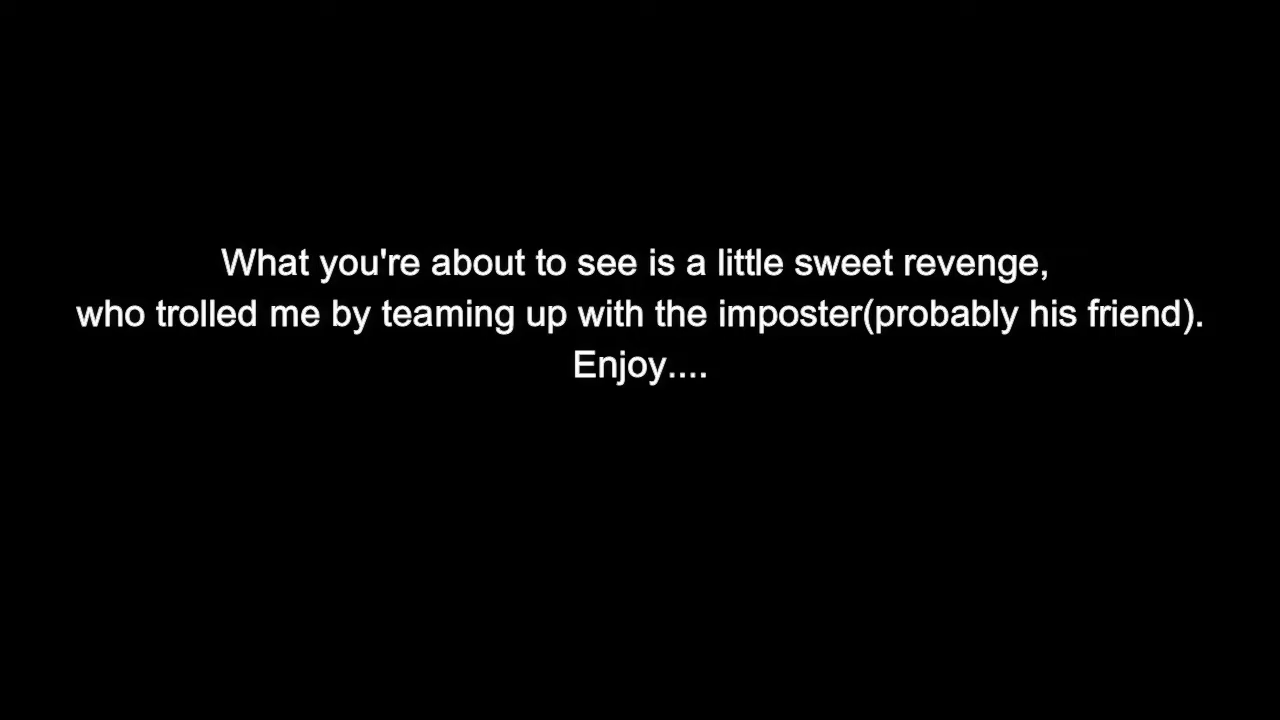 What you're about to see is a little sweet revenge,
who trolled me by teaming up with the imposter(probably his friend).
Enjoy....